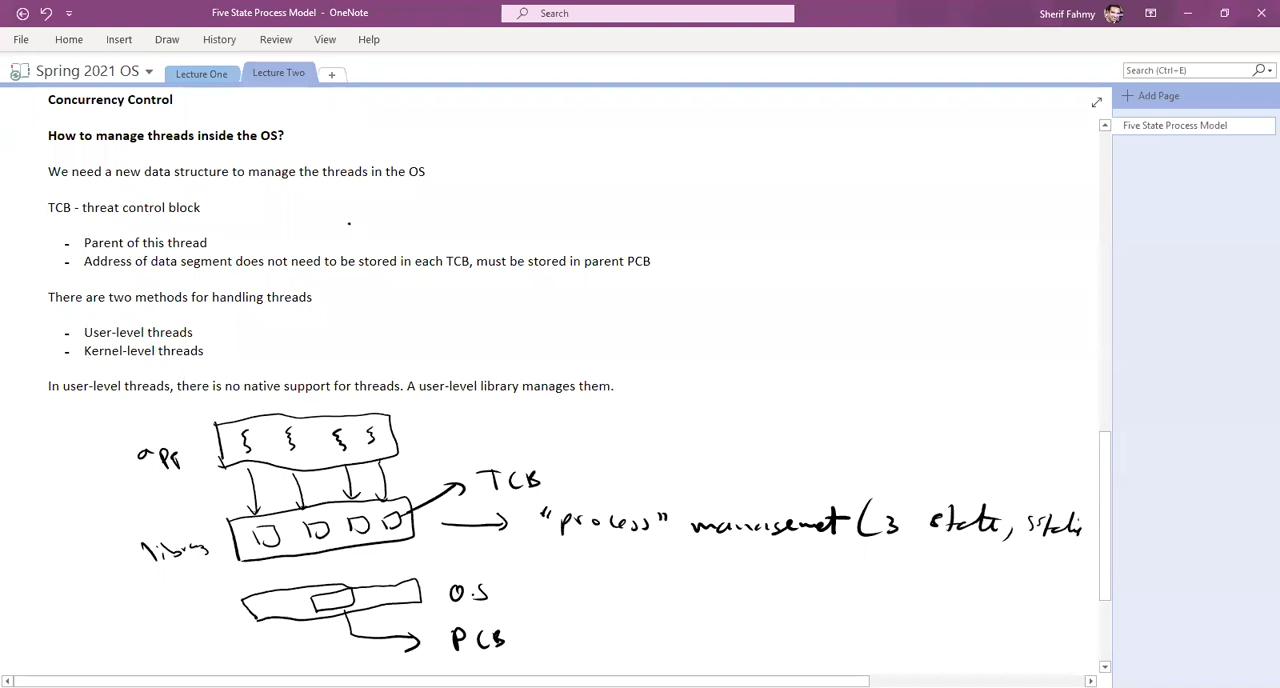 Five State Process Model - OneNote
Search
Sherif Fahmy
File Home Insert Draw History Review View Help
Spring 2021 OS Lecture One Lecture Two + Search (Ctrl+E)
Add Page
Five State Process Model
Concurrency Control
How to manage threads inside the OS?
We need a new data structure to manage the threads in the OS
TCB - threat control block
- Parent of this thread
- Address of data segment does not need to be stored in each TCB, must be stored in parent PCB
There are two methods for handling threads
- User-level threads
- Kernel-level threads
In user-level threads, there is no native support for threads. A user-level library manages them.
app
TCB
"process" management (3 state, 5
library
O.S
PCB